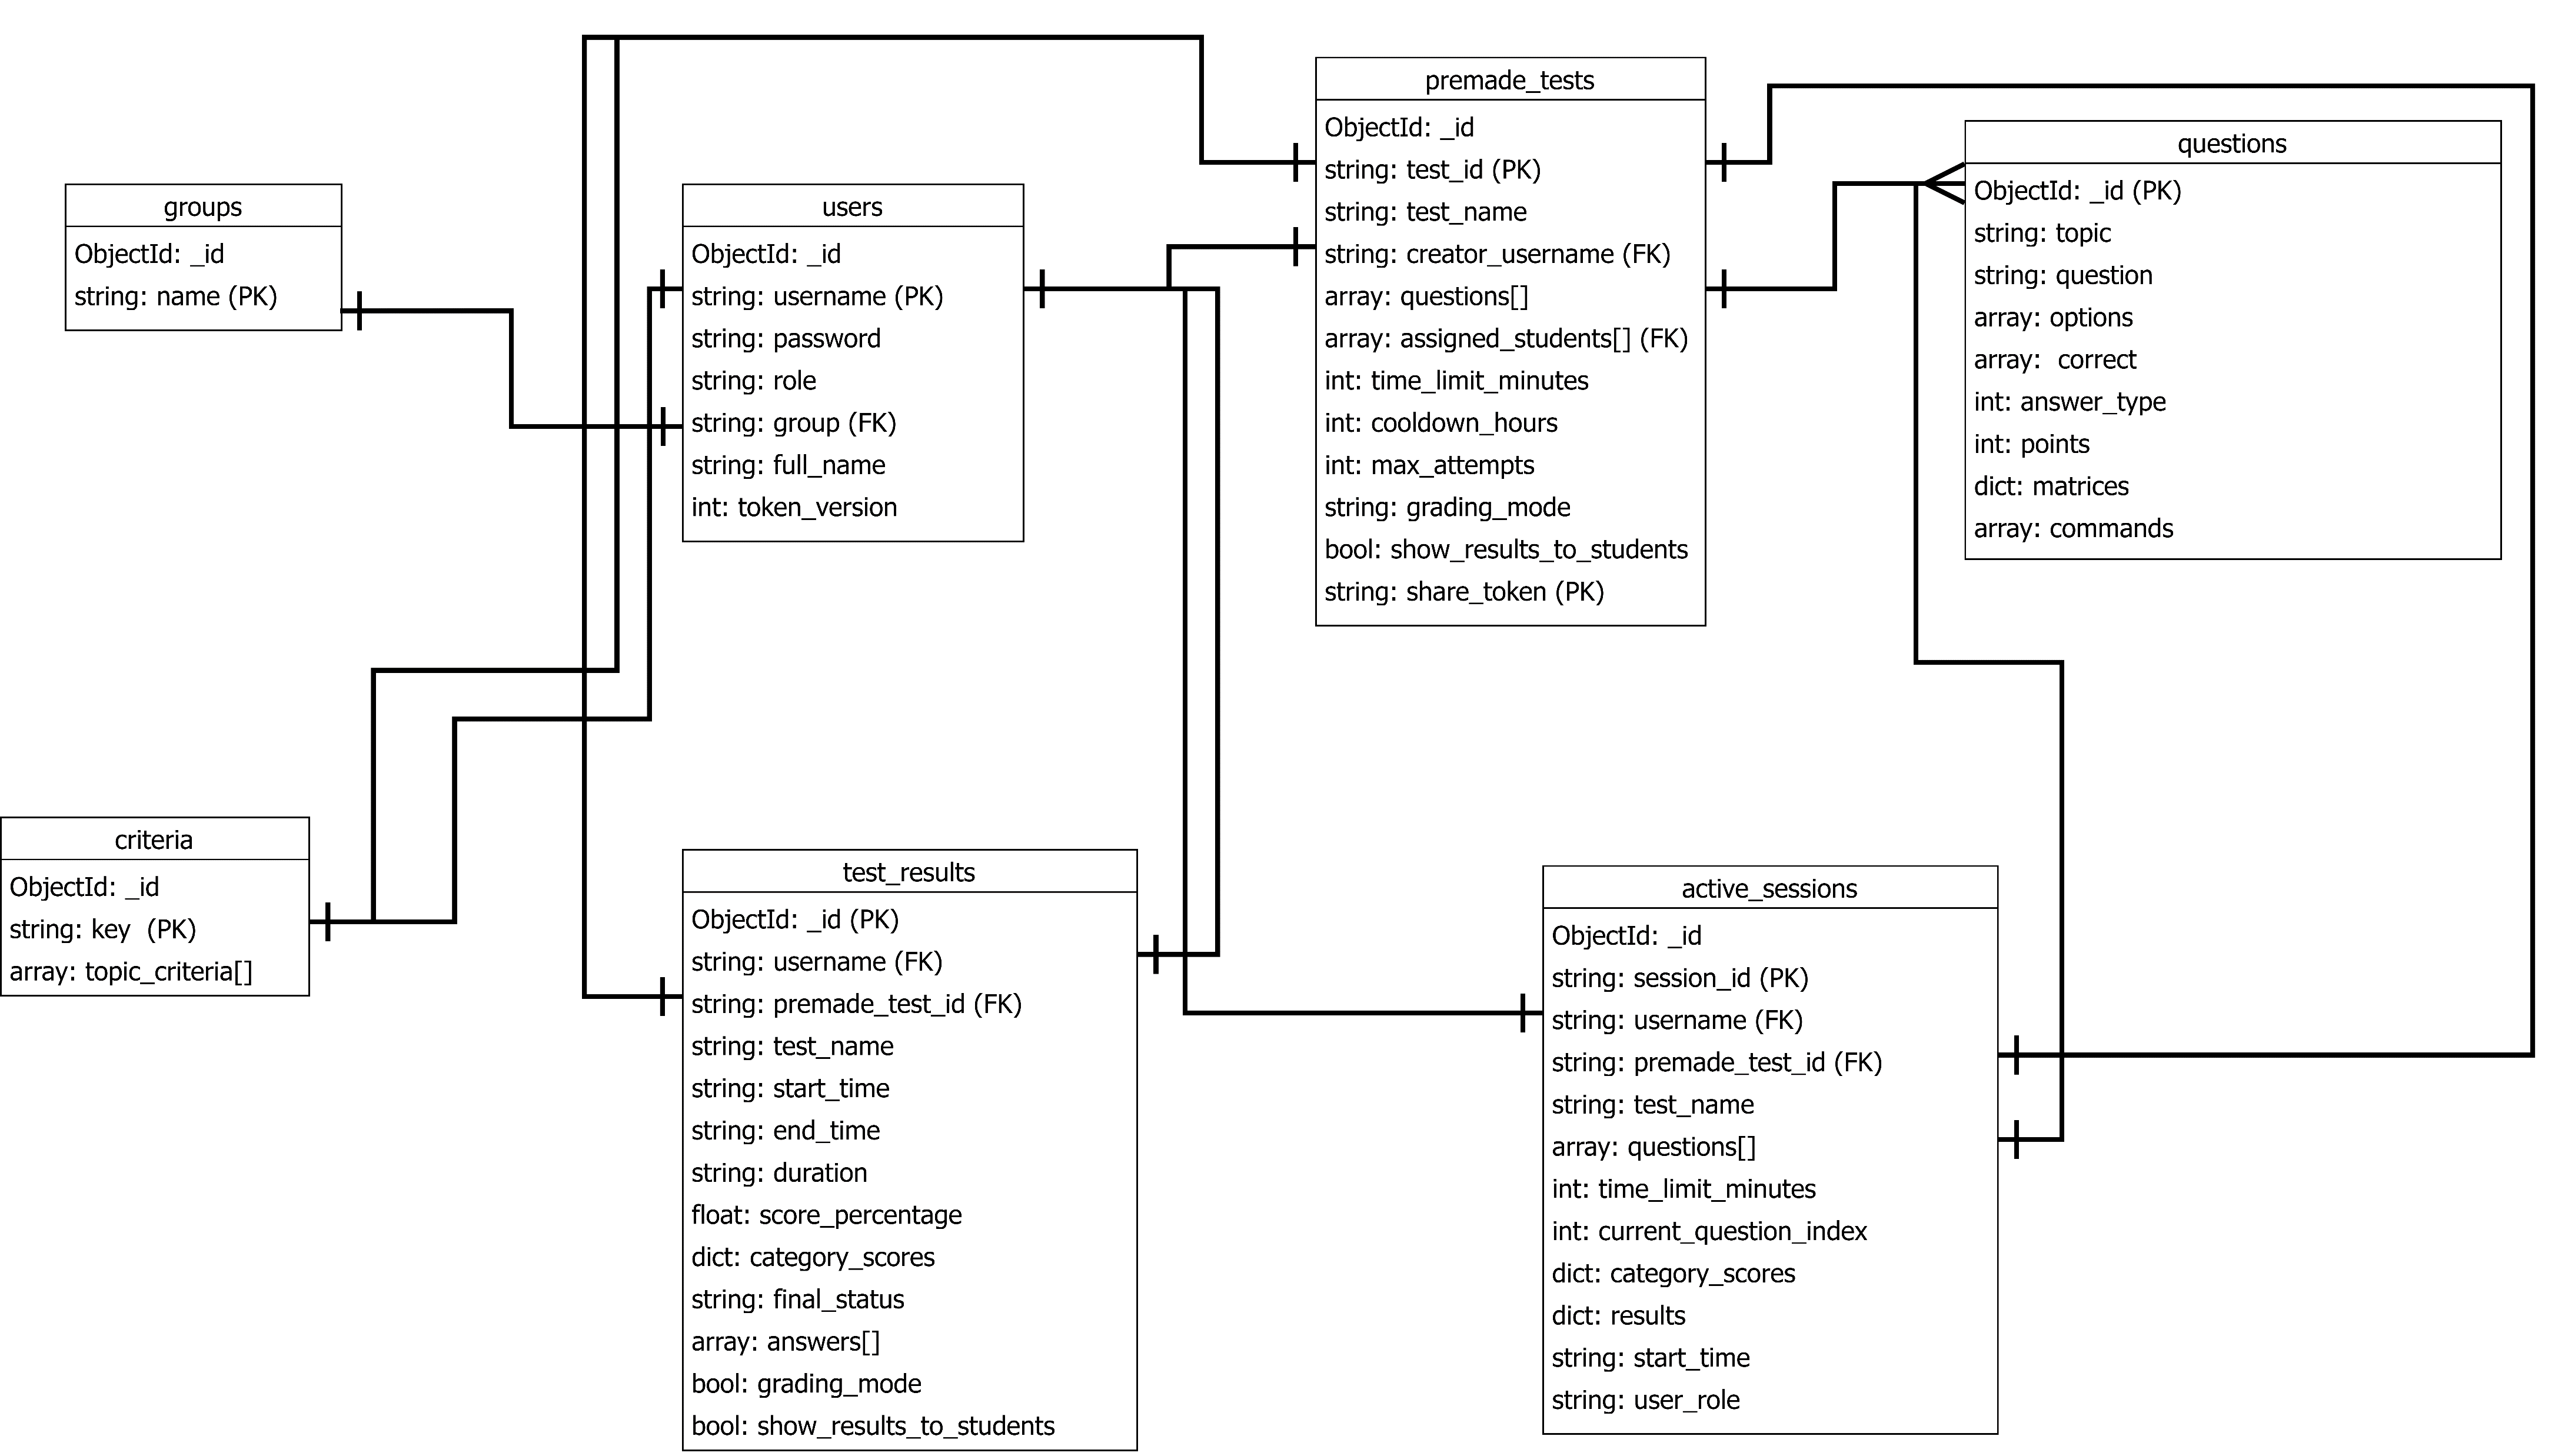 groups
ObjectId: _id
string: name (PK)
users
ObjectId: _id
string: username (PK)
string: password
string: role
string: group (FK)
string: full_name
int: token_version
premade_tests
ObjectId: _id
string: test_id (PK)
string: test_name
string: creator_username (FK)
array: questions[]
array: assigned_students[] (FK)
int: time_limit_minutes
int: cooldown_hours
int: max_attempts
string: grading_mode
bool: show_results_to_students
string: share_token (PK)
questions
ObjectId: _id (PK)
string: topic
string: question
array: options
array:  correct
int: answer_type
int: points
dict: matrices
array: commands
criteria
ObjectId: _id
string: key  (PK)
array: topic_criteria[]
test_results
ObjectId: _id (PK)
string: username (FK)
string: premade_test_id (FK)
string: test_name
string: start_time
string: end_time
string: duration
float: score_percentage
dict: category_scores
string: final_status
array: answers[]
bool: grading_mode
bool: show_results_to_students
active_sessions
ObjectId: _id
string: session_id (PK)
string: username (FK)
string: premade_test_id (FK)
string: test_name
array: questions[]
int: time_limit_minutes
int: current_question_index
dict: category_scores
dict: results
string: start_time
string: user_role